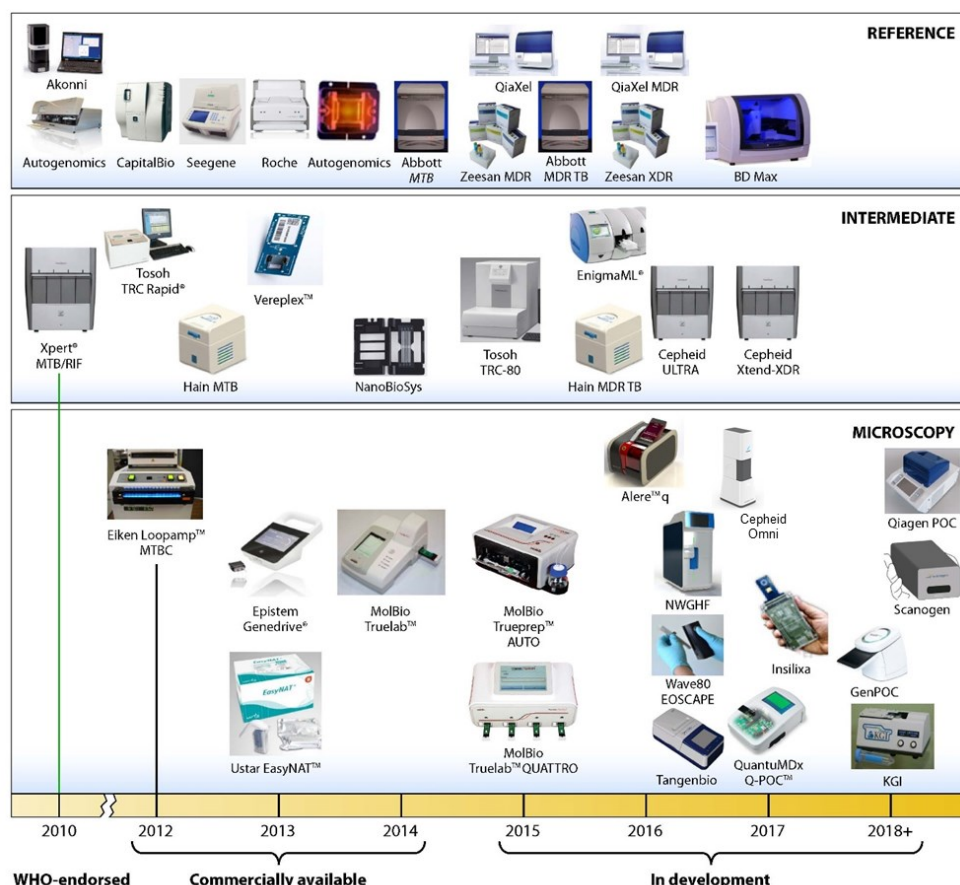 REFERENCE
Akonni
QiaXel
QiaXel MDR
Autogenomics
CapitalBio
Seegene
Roche
Autogenomics
Abbott
MTB
Zeesan MDR
Abbott
MDR TB
Zeesan XDR
BD Max
INTERMEDIATE
Tosoh
TRC Rapid®
Vereplex™
EnigmaML®
Xpert®
MTB/RIF
Hain MTB
NanoBioSys
Tosoh
TRC-80
Hain MDR TB
Cepheid
ULTRA
Cepheid
Xtend-XDR
MICROSCOPY
Alere™ q
Cepheid
Omni
Qiagen POC
Eiken Loopamp™
MTBC
Epistem
Genedrive®
MolBio
Truelab™
MolBio
Trueprep™
AUTO
NWGHF
Insilixa
Scanogen
EasyNAT®
Ustar EasyNAT™
MolBio
Truelab™QUATTRO
Wave80
EOSCAPE
GenPOC
Tangenbio
QuantuMDx
Q-POC™
KGI
KGI
2010
2012
2013
2014
2015
2016
2017
2018+
WHO-endorsed
Commercially available
In development